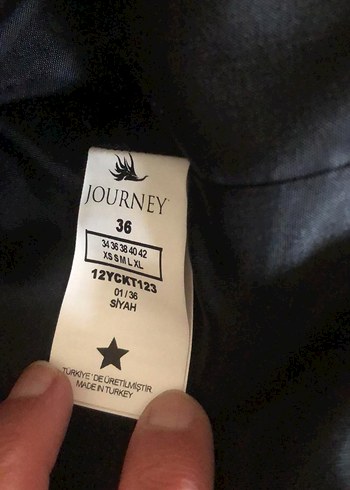 JOURNEY
36
34 36 38 40 42
XS S M L XL
12YCKT123
01 / 36
SİYAH
TÜRKİYE'DE ÜRETİLMİŞTİR
MADE IN TURKEY